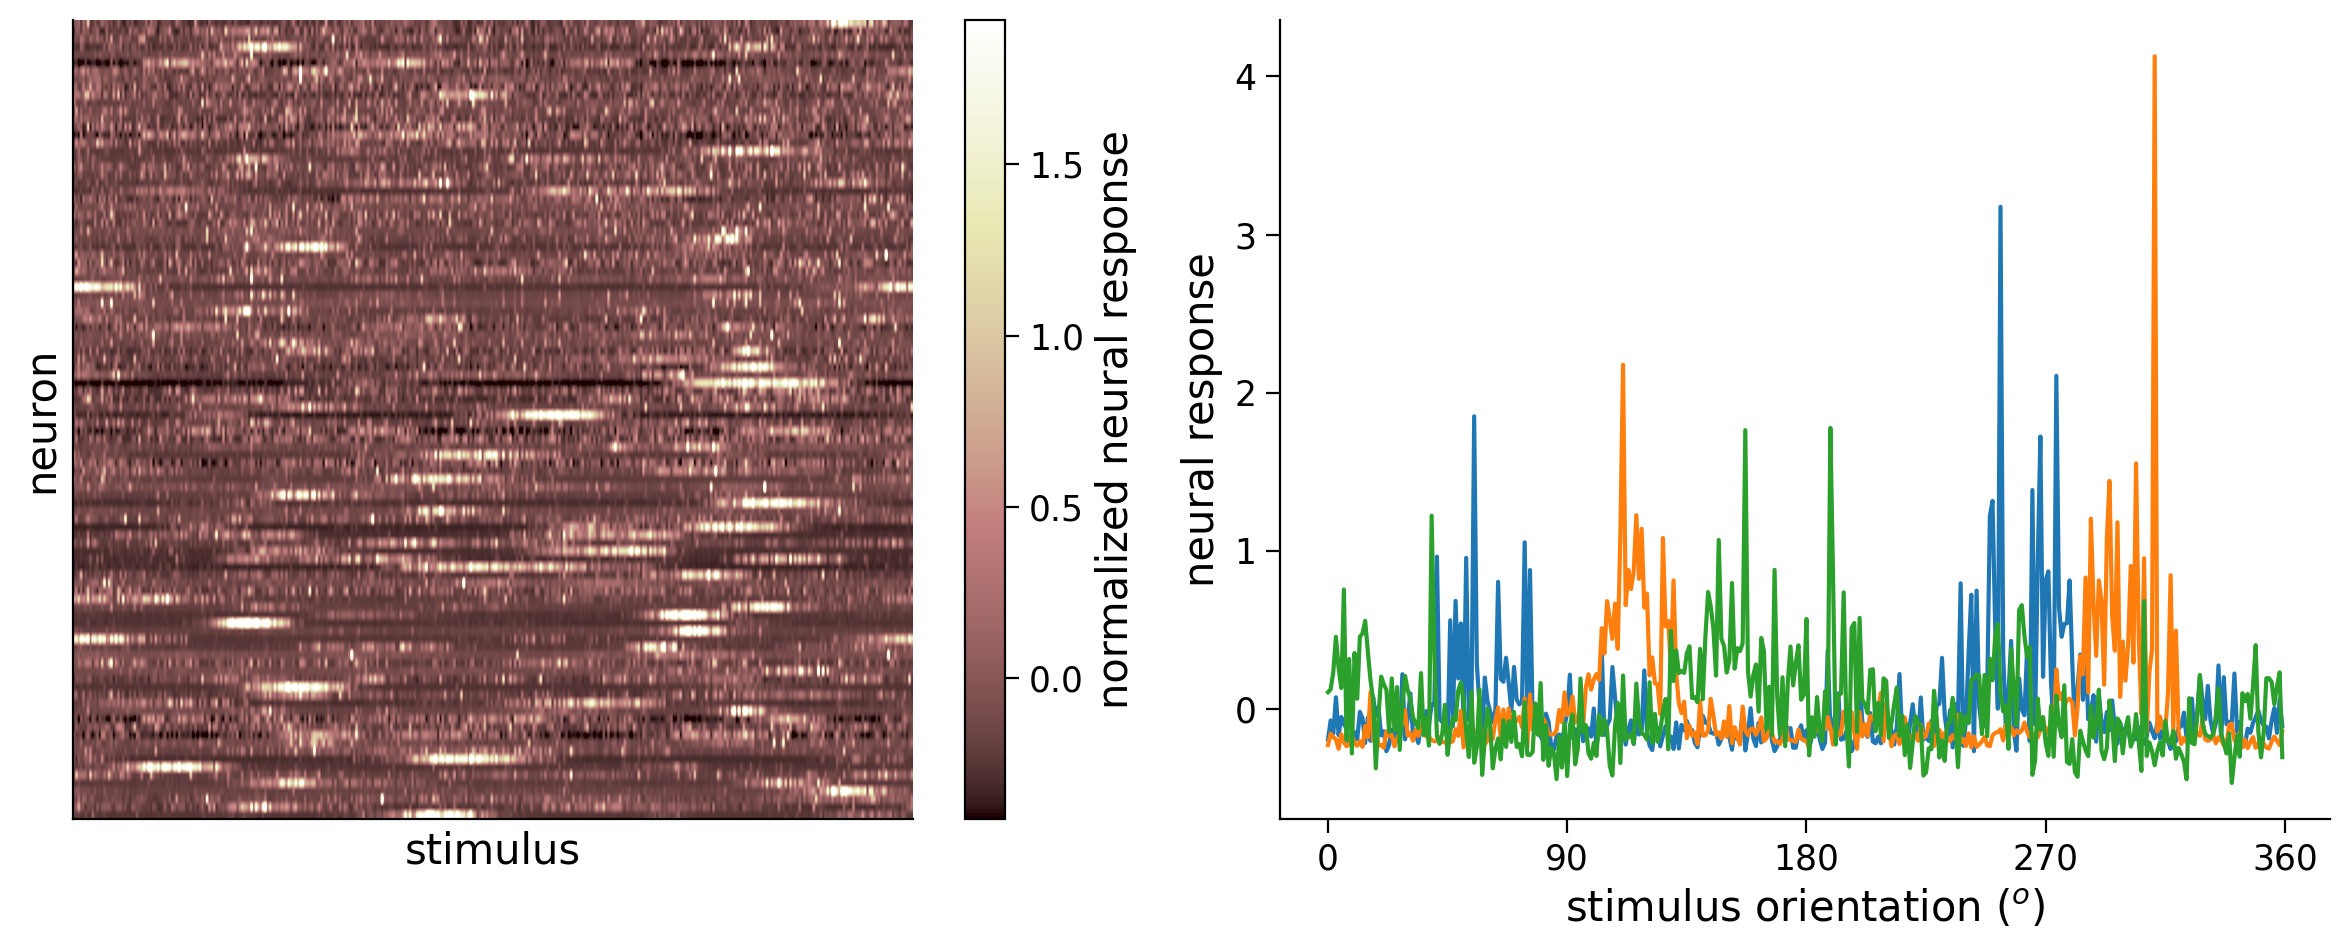 neuron
stimulus
1.5
1.0
0.5
0.0
normalized neural response
neural response
4
3
2
1
0
0 90 180 270 360
stimulus orientation (°)